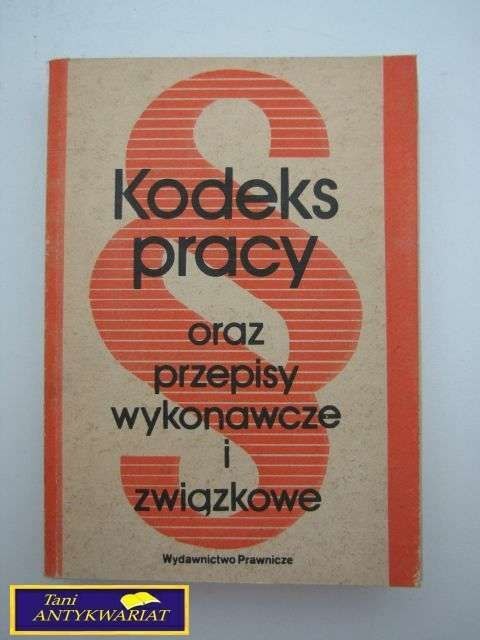 Kodeks
pracy
oraz
przepisy
wykonawcze
i
związkowe
Wydawnictwo Prawnicze
Tani
ANTYKWARIAT